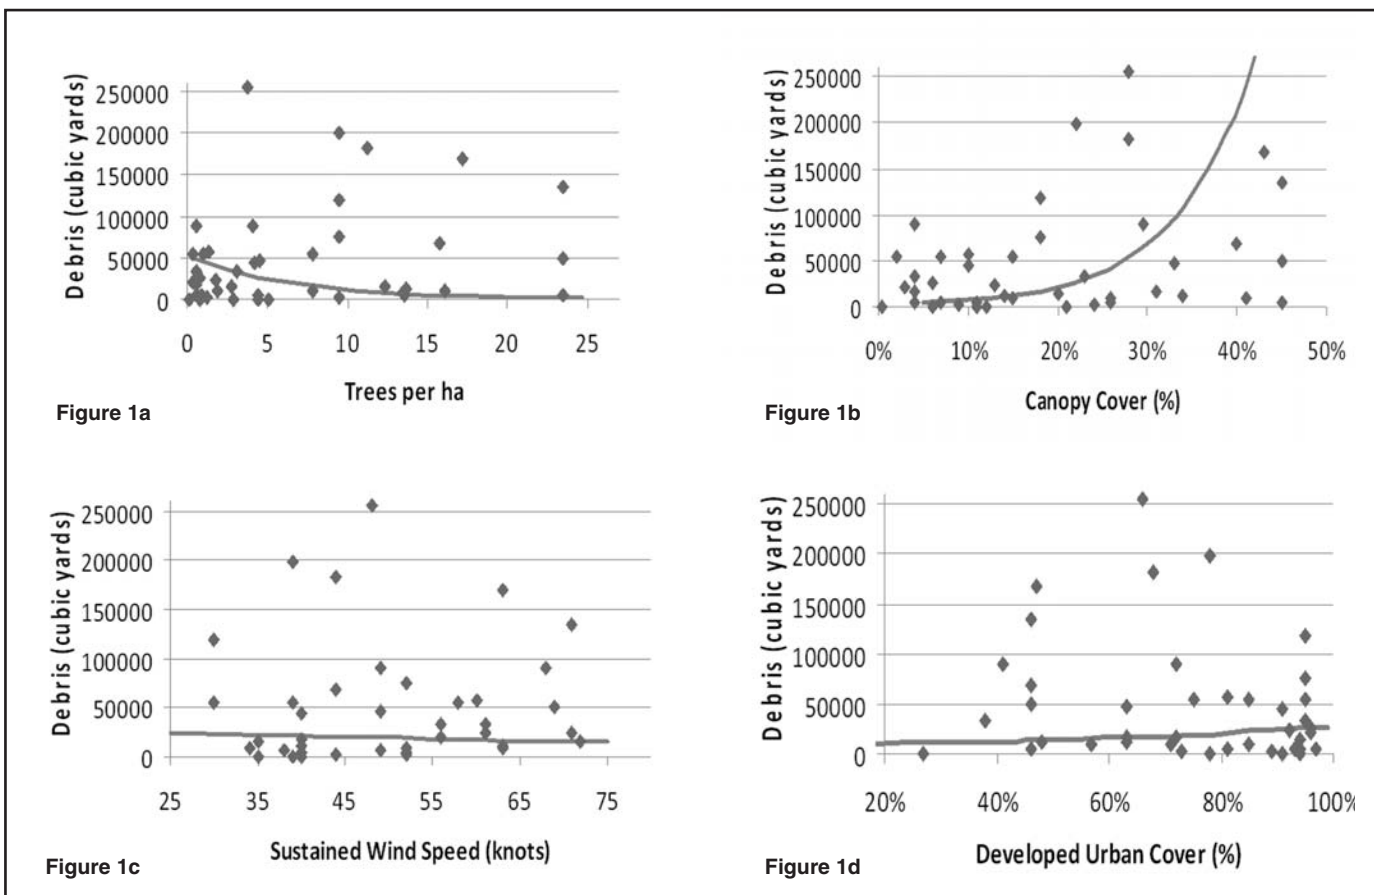 Debris (cubic yards)
250000
200000
150000
100000
50000
0
0 5 10 15 20 25
Trees per ha
Figure 1a
Debris (cubic yards)
250000
200000
150000
100000
50000
0
0% 10% 20% 30% 40% 50%
Canopy Cover (%)
Figure 1b
Debris (cubic yards)
250000
200000
150000
100000
50000
0
25 35 45 55 65 75
Sustained Wind Speed (knots)
Figure 1c
Debris (cubic yards)
250000
200000
150000
100000
50000
0
20% 40% 60% 80% 100%
Developed Urban Cover (%)
Figure 1d